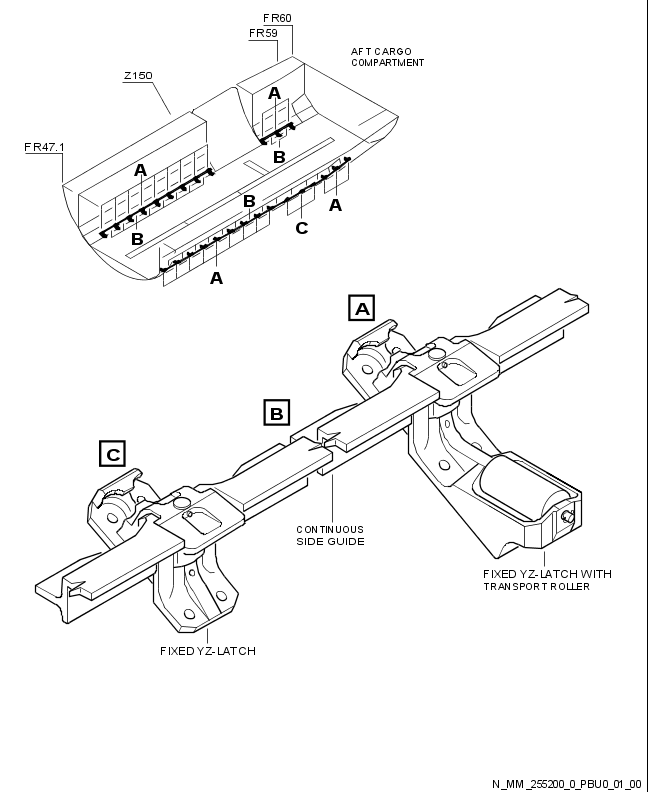 FR60
FR59
AFT CARGO
COMPARTMENT
Z150
A
FR47.1
A
B
B
A
B
C
A
A
B
C
CONTINUOUS
SIDE GUIDE
FIXED YZ-LATCH WITH
TRANSPORT ROLLER
FIXED YZ-LATCH
N_MM_255200_0_PBU0_01_00